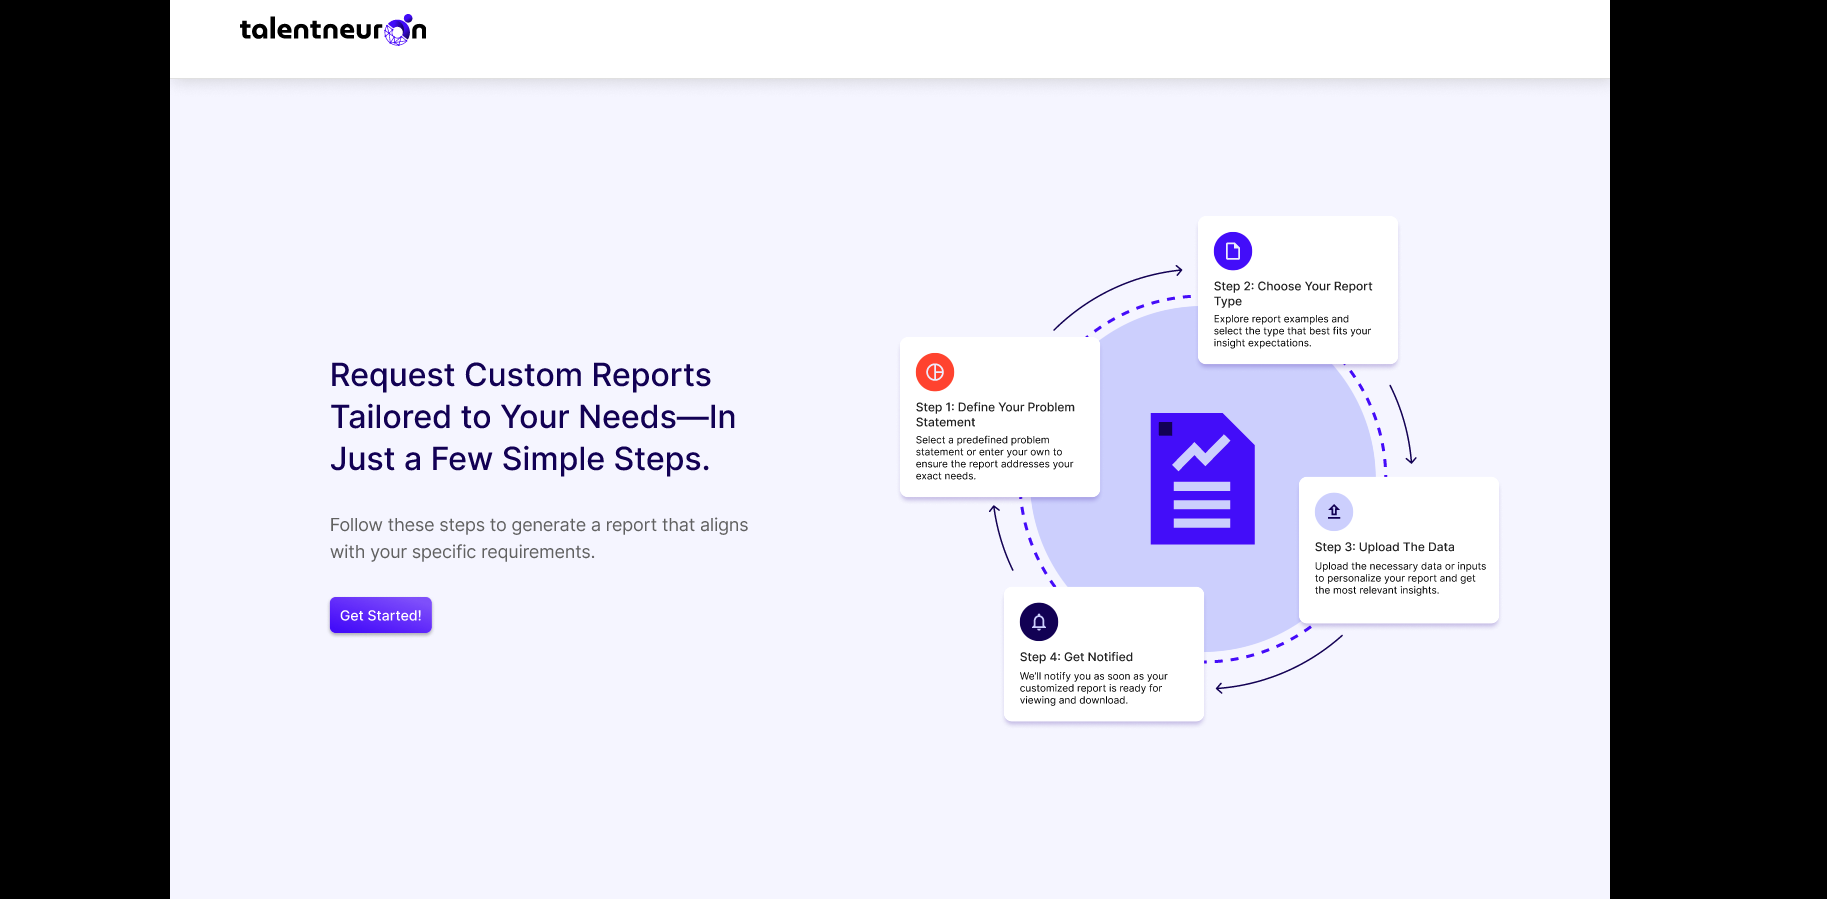 talentneuron
Request Custom Reports
Tailored to Your Needs—In
Just a Few Simple Steps.
Follow these steps to generate a report that aligns
with your specific requirements.
Get Started!
Step 1: Define Your Problem
Statement
Select a predefined problem
statement or enter your own to
ensure the report addresses your
exact needs.
Step 2: Choose Your Report
Type
Explore report examples and
select the type that best fits your
insight expectations.
Step 3: Upload The Data
Upload the necessary data or inputs
to personalize your report and get
the most relevant insights.
Step 4: Get Notified
We'll notify you as soon as your
customized report is ready for
viewing and download.